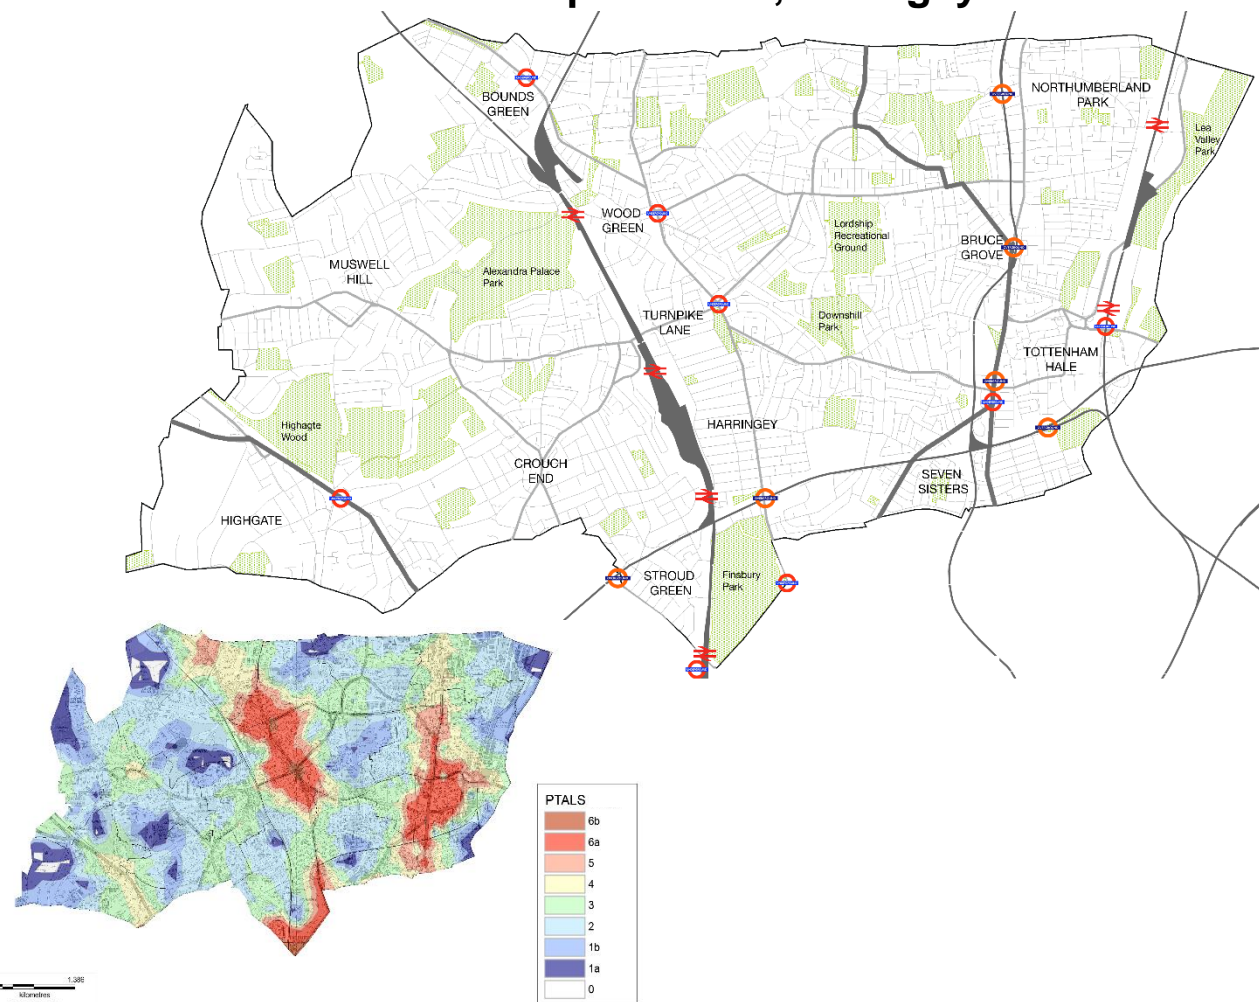 BOUNDS
GREEN
NORTHUMBERLAND
PARK
Lea
Valley
Park
WOOD
GREEN
Lordship
Recreational
Ground
BRUCE
GROVE
MUSWELL
HILL
Alexandra Palace
Park
TURNPIKE
LANE
Downshill
Park
TOTTENHAM
HALE
Highagte
Wood
HARRINGEY
CROUCH
END
SEVEN
SISTERS
HIGHGATE
STROUD
GREEN
Finsbury
Park
PTALS
6b
6a
5
4
3
2
1b
1a
0
1.386
kilometres